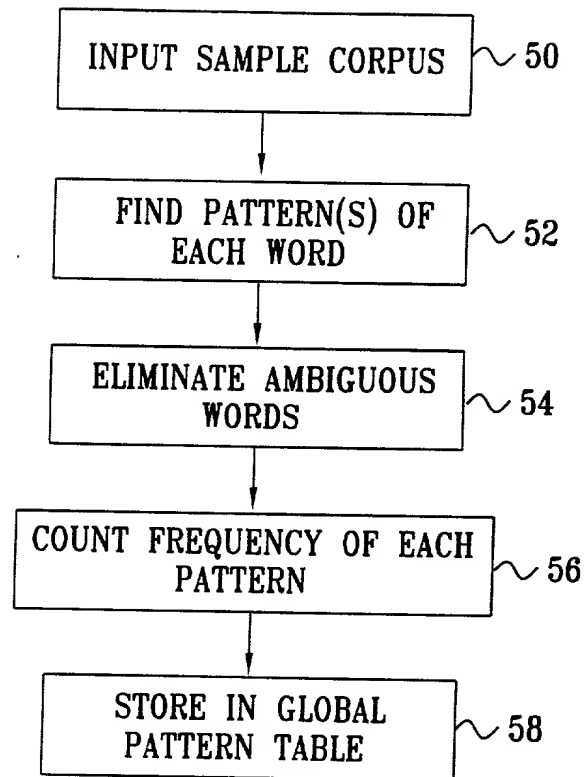 INPUT SAMPLE CORPUS
50
FIND PATTERN(S) OF
EACH WORD
52
ELIMINATE AMBIGUOUS
WORDS
54
COUNT FREQUENCY OF EACH
PATTERN
56
STORE IN GLOBAL
PATTERN TABLE
58